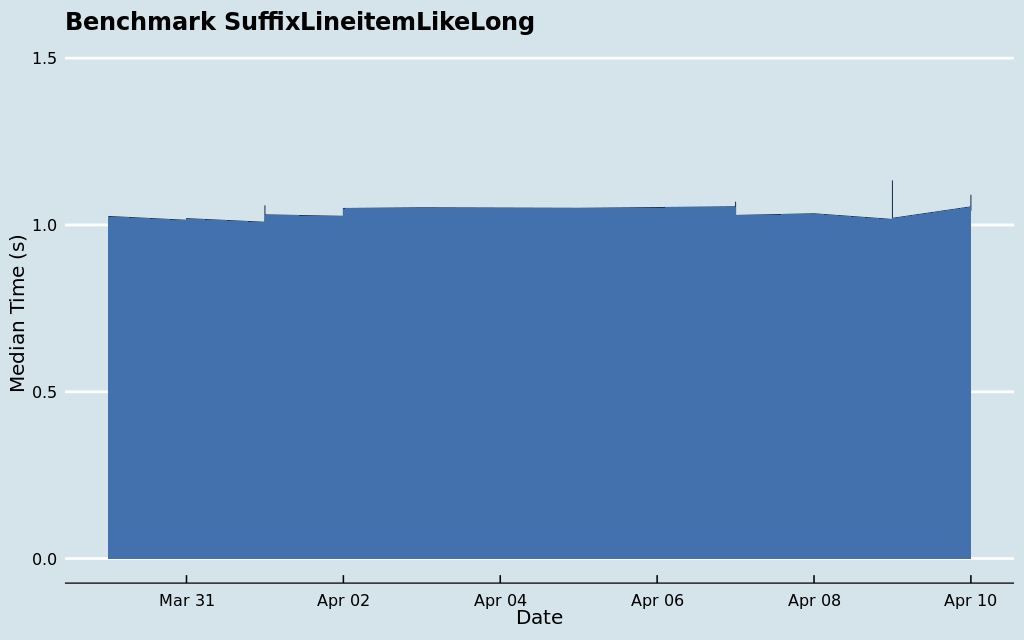 Benchmark SuffixLineitemLikeLong
1.5
1.0
0.5
0.0
Median Time (s)
Mar 31
Apr 02
Apr 04
Apr 06
Apr 08
Apr 10
Date